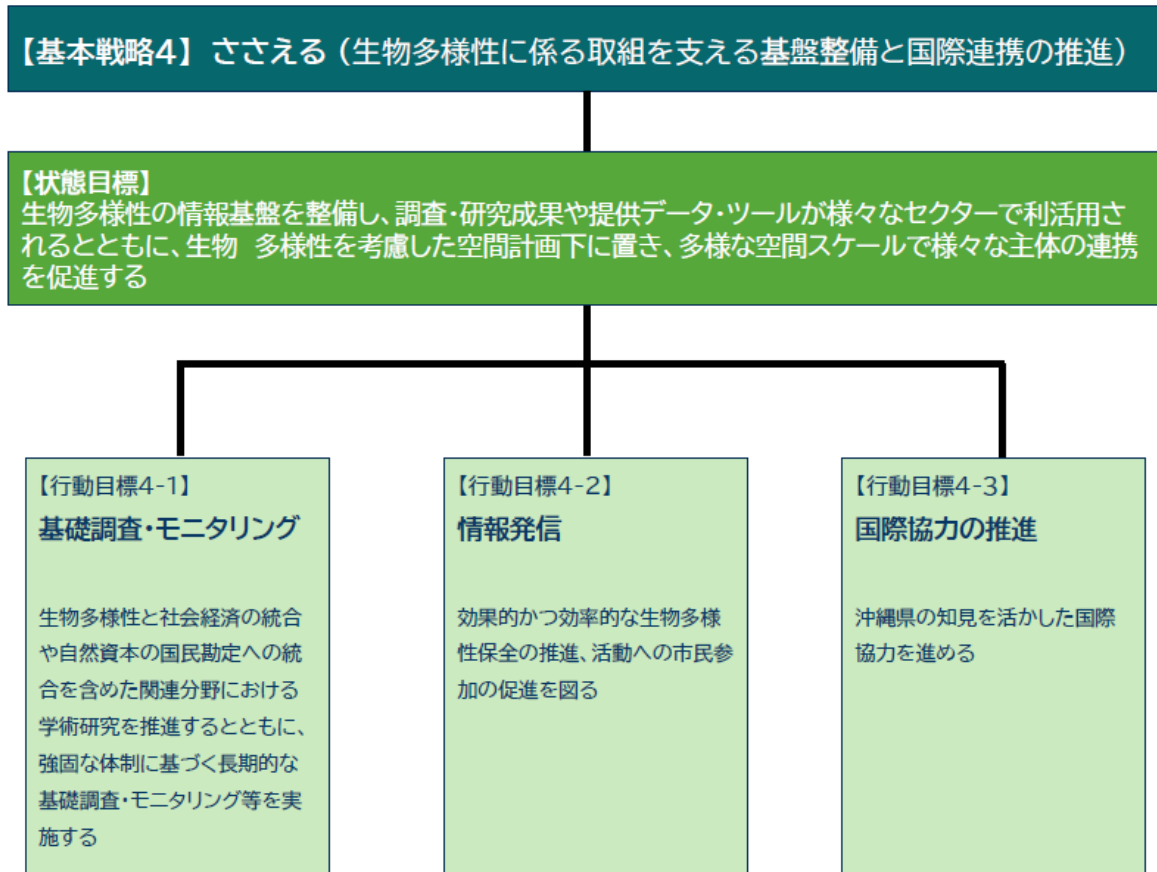 【基本戦略4】 ささえる（生物多様性に係る取組を支える基盤整備と国際連携の推進）
【状態目標】
生物多様性の情報基盤を整備し、調査・研究成果や提供データ・ツールが様々なセクターで利活用さ
れるとともに、生物　多様性を考慮した空間計画下に置き、多様な空間スケールで様々な主体の連携
を促進する
【行動目標4-1】
基礎調査・モニタリング
生物多様性と社会経済の統合
や自然資本の国民勘定への統
合を含めた関連分野における
学術研究を推進するとともに、
強固な体制に基づく長期的な
基礎調査・モニタリング等を実
施する
【行動目標4-2】
情報発信
効果的かつ効率的な生物多様
性保全の推進、活動への市民参
加の促進を図る
【行動目標4-3】
国際協力の推進
沖縄県の知見を活かした国際
協力を進める